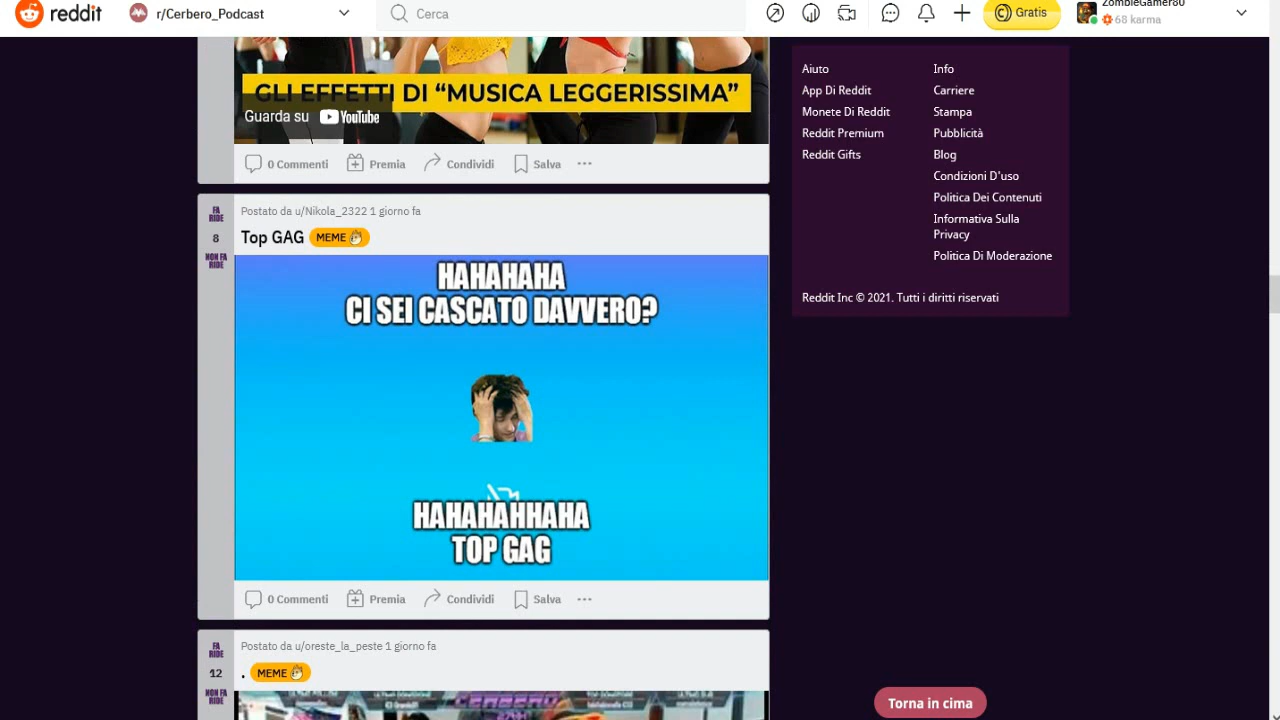 reddit
r/Cerbero_Podcast
Cerca
Gratis
ZombieGamer80
68 karma
GLI EFFETTI DI “MUSICA LEGGERISSIMA”
Guarda su YouTube
0 Commenti
Premia
Condividi
Salva
FA RIDE
8
NON FA RIDE
Postato da u/Nikola_2322 1 giorno fa
Top GAG
MEME
HAHAHAHA
CI SEI CASCATO DAVVERO?
HAHAHAHHAHA
TOP GAG
0 Commenti
Premia
Condividi
Salva
FA RIDE
12
NON FA RIDE
Postato da u/oreste_la_peste 1 giorno fa
.
MEME
CERBERO
Aiuto
App Di Reddit
Monete Di Reddit
Reddit Premium
Reddit Gifts
Info
Carriere
Stampa
Pubblicità
Blog
Condizioni D'uso
Politica Dei Contenuti
Informativa Sulla
Privacy
Politica Di Moderazione
Reddit Inc © 2021. Tutti i diritti riservati
Torna in cima